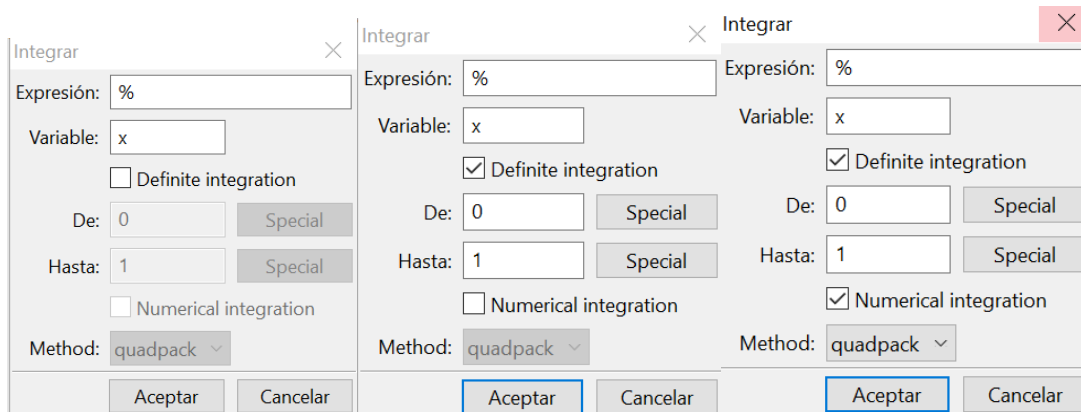 Integrar
Expresión: %
Variable: x
Definite integration
De: 0 Special
Hasta: 1 Special
Numerical integration
Method: quadpack
Aceptar Cancelar
Integrar
Expresión: %
Variable: x
Definite integration
De: 0 Special
Hasta: 1 Special
Numerical integration
Method: quadpack
Aceptar Cancelar
Integrar
Expresión: %
Variable: x
Definite integration
De: 0 Special
Hasta: 1 Special
Numerical integration
Method: quadpack
Aceptar Cancelar